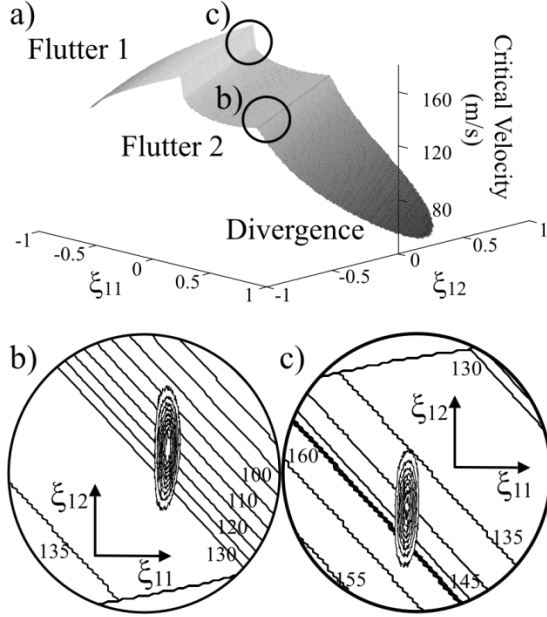 a)
c)
Flutter 1
b)
Flutter 2
Divergence
Critical Velocity
(m/s)
160
120
80
-1
-0.5
0
0.5
1
ξ11
-1
-0.5
0
0.5
1
ξ12
b)
ξ12
ξ11
100
110
120
130
135
c)
130
ξ12
ξ11
160
135
155
145